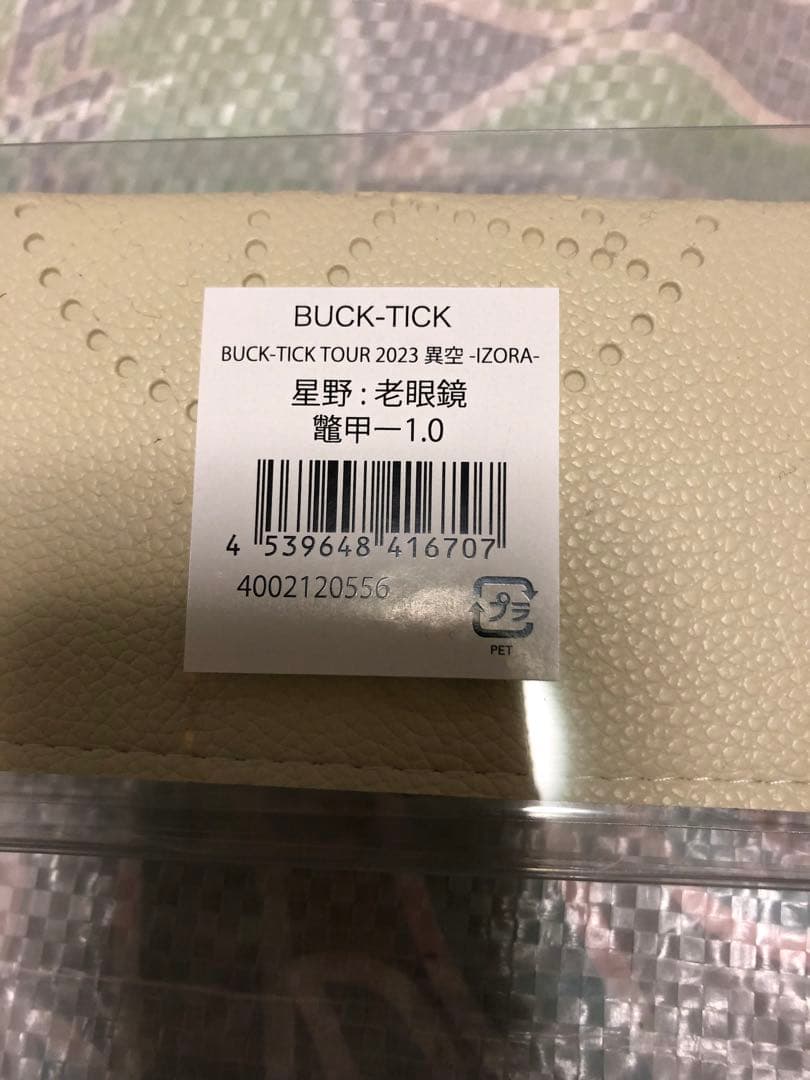 BUCK-TICK
BUCK-TICK TOUR 2023 異空 -IZORA-
星野 : 老眼鏡
鼈甲ー1.0
4 539648 416707
4002120556
プラ
PET